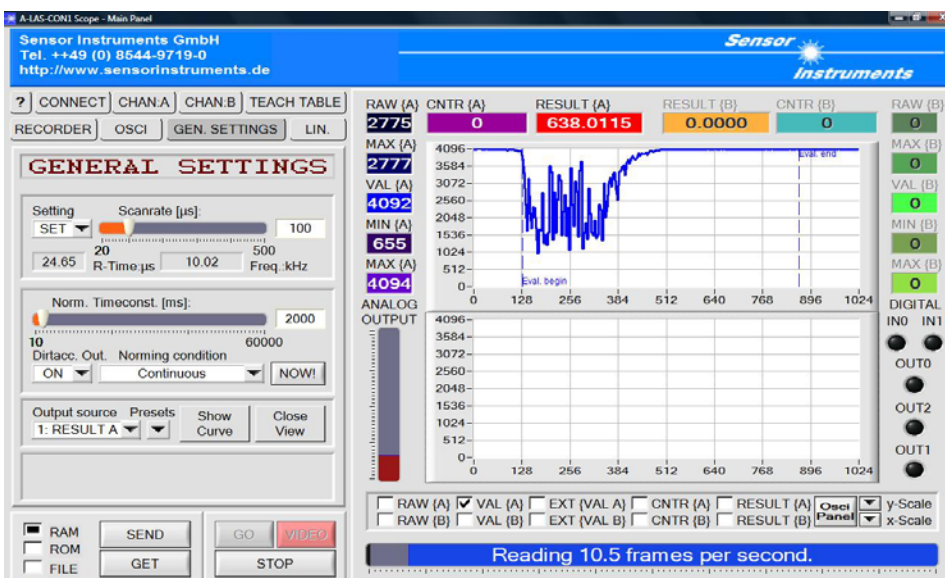 A-LAS-CON1 Scope - Main Panel
Sensor Instruments GmbH
Tel. ++49 (0) 8544-9719-0
http://www.sensorinstruments.de
Sensor
Instruments
? CONNECT CHAN:A CHAN:B TEACH TABLE
RECORDER OSCI GEN. SETTINGS LIN.
GENERAL SETTINGS
Setting Scanrate [µs]:
SET 100
20 500
24.65 R-Time:µs 10.02 Freq.:kHz
Norm. Timeconst. [ms]:
2000
10 60000
Dirtacc. Out. Norming condition
ON Continuous NOW!
Output source Presets Show Curve Close View
1: RESULT A
RAM
ROM
FILE
SEND GO VIDEO
GET STOP
RAW {A} CNTR {A} RESULT {A} RESULT {B} CNTR {B} RAW {B}
2775 0 638.0115 0.0000 0 0
MAX {A}
2777
VAL {A}
4092
MIN {A}
655
MAX {A}
4094
ANALOG
OUTPUT
4096
3584
3072
2560
2048
1536
1024
512
0
Eval. begin
Eval. end
0 128 256 384 512 640 768 896 1024
4096
3584
3072
2560
2048
1536
1024
512
0
0 128 256 384 512 640 768 896 1024
MAX {B}
0
VAL {B}
0
MIN {B}
0
MAX {B}
0
DIGITAL
IN0 IN1
OUT0
OUT2
OUT1
RAW {A} VAL {A} EXT {VAL A} CNTR {A} RESULT {A} Osci Panel y-Scale
RAW {B} VAL {B} EXT {VAL B} CNTR {B} RESULT {B} x-Scale
Reading 10.5 frames per second.